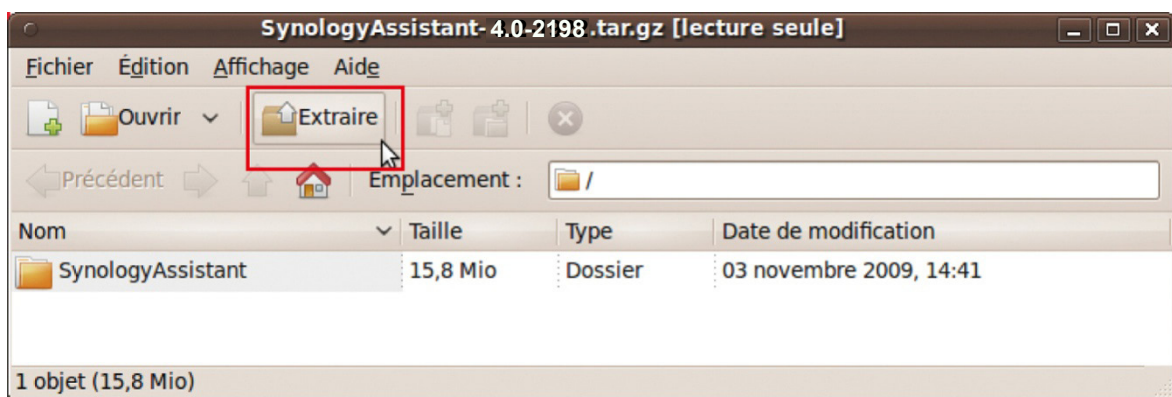 SynologyAssistant- 4.0-2198 .tar.gz [lecture seule]
Fichier Édition Affichage Aide
Ouvrir Extraire
Précédent Emplacement : /
Nom Taille Type Date de modification
SynologyAssistant 15,8 Mio Dossier 03 novembre 2009, 14:41
1 objet (15,8 Mio)